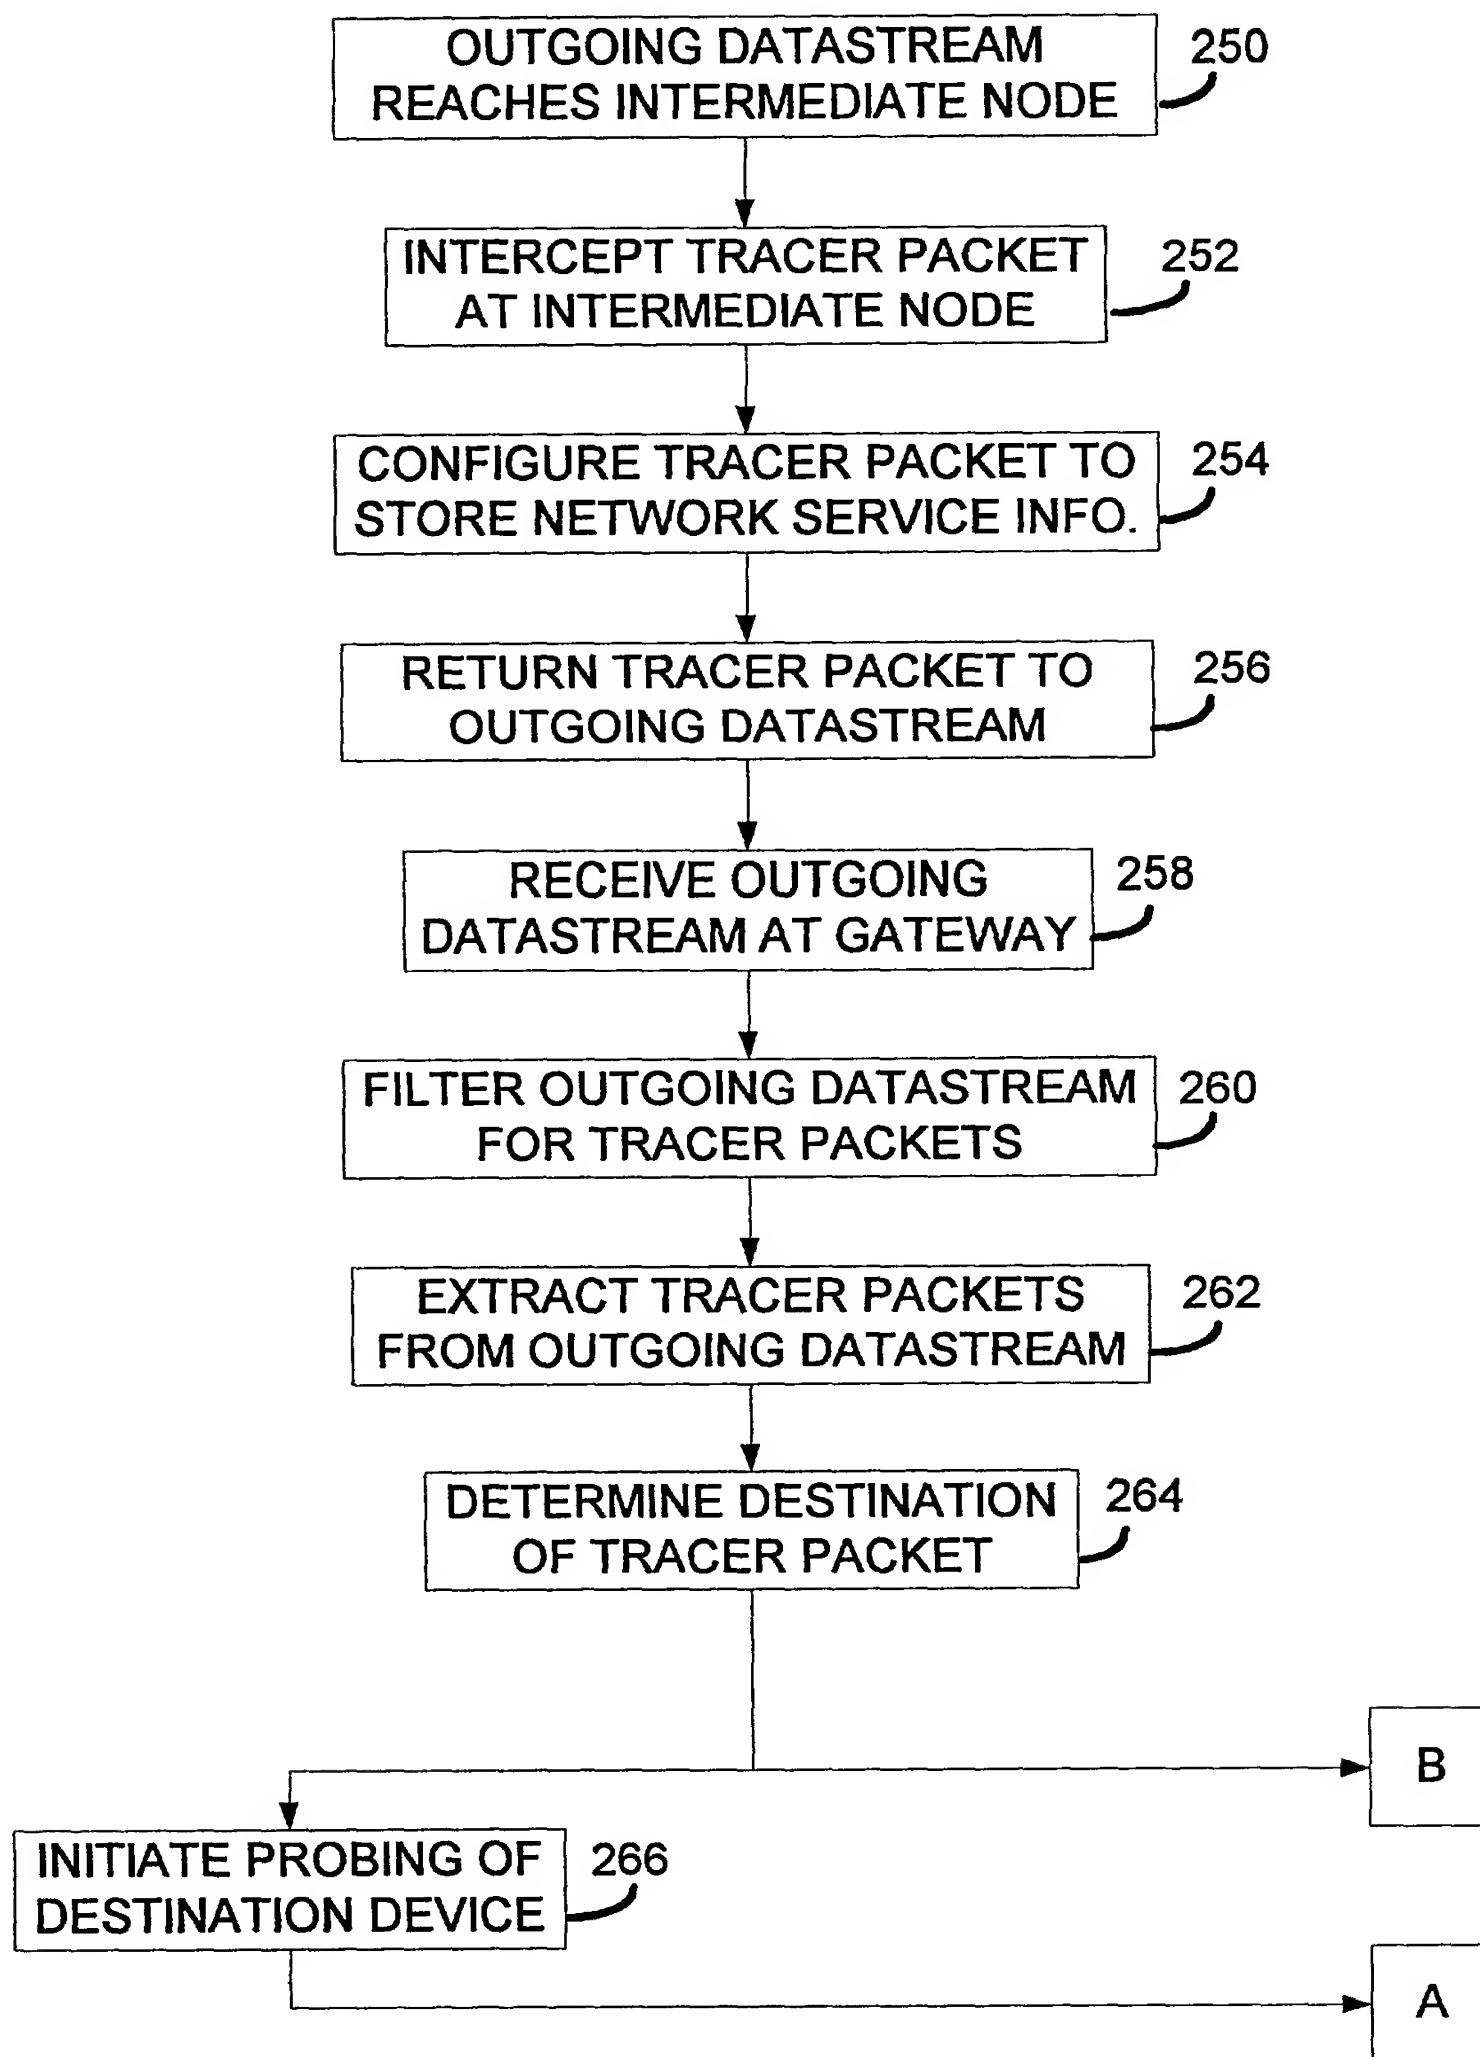 OUTGOING DATASTREAM
REACHES INTERMEDIATE NODE
250
INTERCEPT TRACER PACKET
AT INTERMEDIATE NODE
252
CONFIGURE TRACER PACKET TO
STORE NETWORK SERVICE INFO.
254
RETURN TRACER PACKET TO
OUTGOING DATASTREAM
256
RECEIVE OUTGOING
DATASTREAM AT GATEWAY
258
FILTER OUTGOING DATASTREAM
FOR TRACER PACKETS
260
EXTRACT TRACER PACKETS
FROM OUTGOING DATASTREAM
262
DETERMINE DESTINATION
OF TRACER PACKET
264
B
INITIATE PROBING OF
DESTINATION DEVICE
266
A